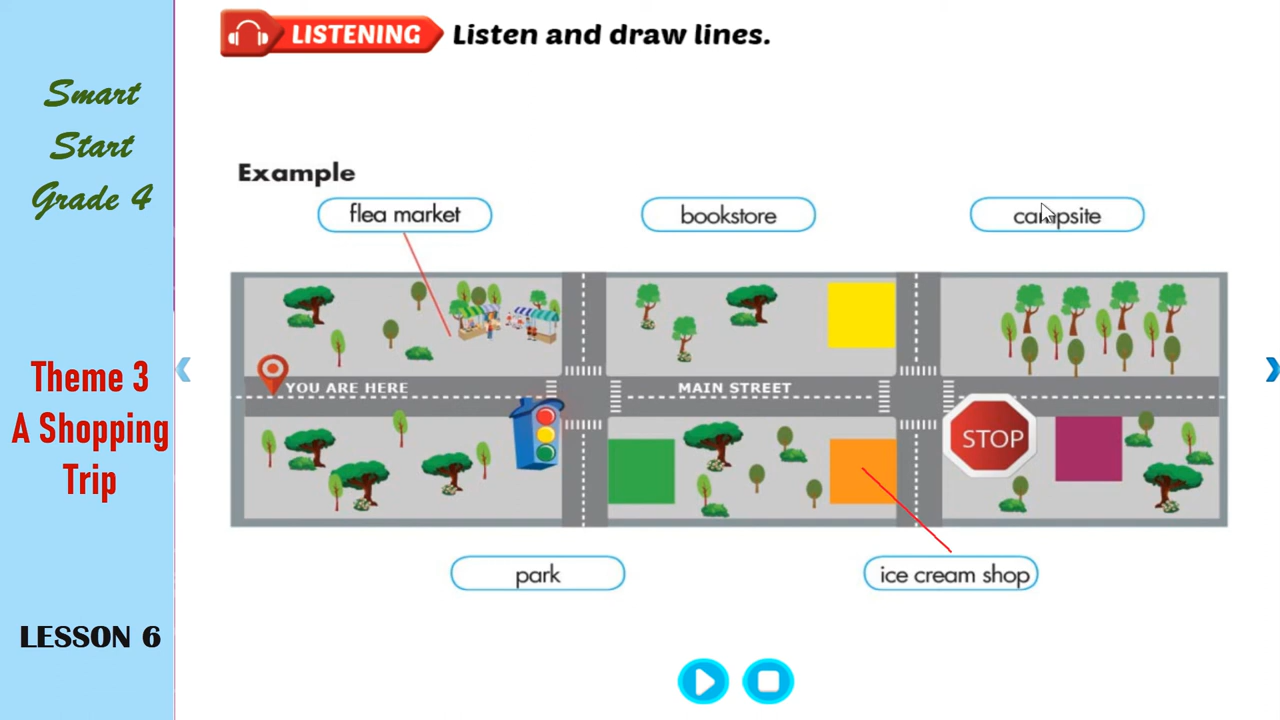 Smart
Start
Grade 4
Theme 3
A Shopping
Trip
LESSON 6
LISTENING Listen and draw lines.
Example
flea market
bookstore
campsite
YOU ARE HERE
MAIN STREET
STOP
park
ice cream shop